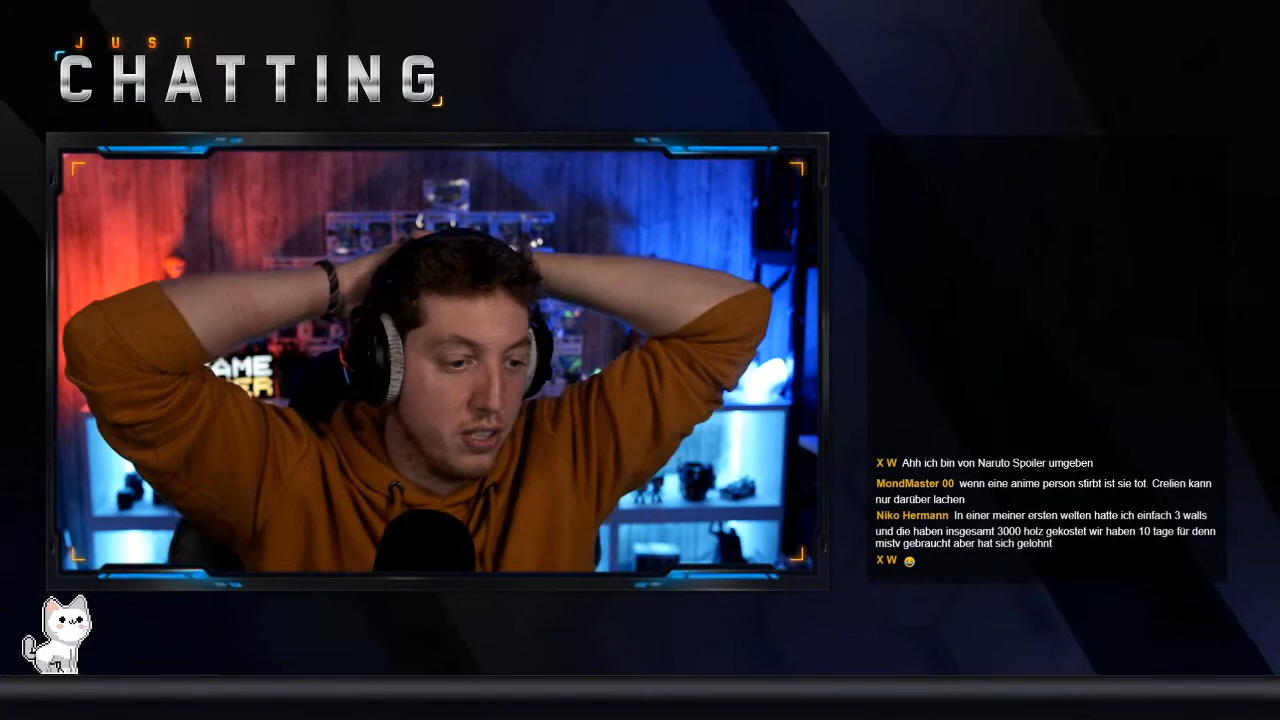 JUST
CHATTING
GAME
X W Ahh ich bin von Naruto Spoiler umgeben
MondMaster 00 wenn eine anime person stirbt ist sie tot. Crelien kann
nur darüber lachen
Niko Hermann In einer meiner ersten welten hatte ich einfach 3 walls
und die haben insgesamt 3000 holz gekostet wir haben 10 tage für denn
mistv gebraucht aber hat sich gelohnt
X W